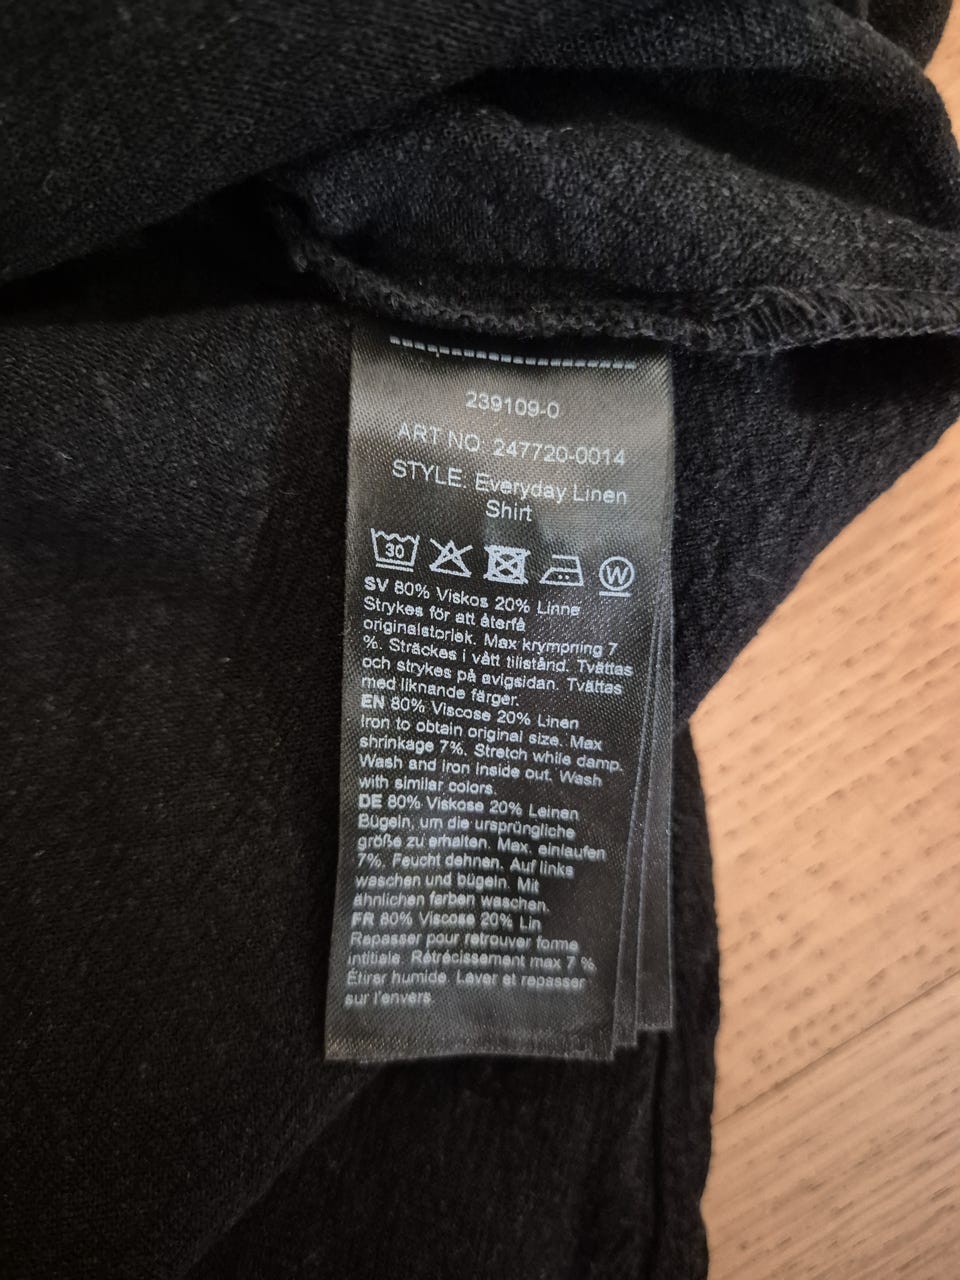 239109-0
ART NO. 247720-0014
STYLE. Everyday Linen
Shirt
30
W
SV 80% Viskos 20% Linne
Strykes för att återfå
originalstorlek. Max krympning 7
%. Sträckes i vått tillstånd. Tvättas
och strykes på avigsidan. Tvättas
med liknande färger.
EN 80% Viscose 20% Linen
Iron to obtain original size. Max
shrinkage 7%. Stretch while damp.
Wash and iron inside out. Wash
with similar colors.
DE 80% Viskose 20% Leinen
Bügeln, um die ursprüngliche
größe zu erhalten. Max. einlaufen
7%. Feucht dehnen. Auf links
waschen und bügeln. Mit
ähnlichen farben waschen.
FR 80% Viscose 20% Lin
Repasser pour retrouver forme
intitiale. Rétrécissement max 7 %
Étirer humide. Laver et repasser
sur l'envers.